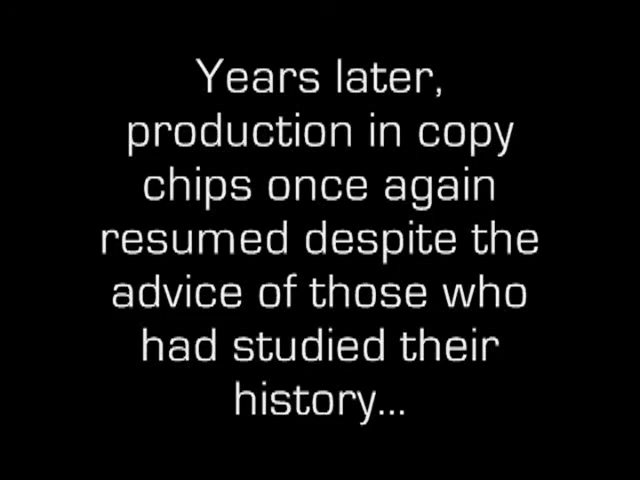 Years later,
production in copy
chips once again
resumed despite the
advice of those who
had studied their
history...